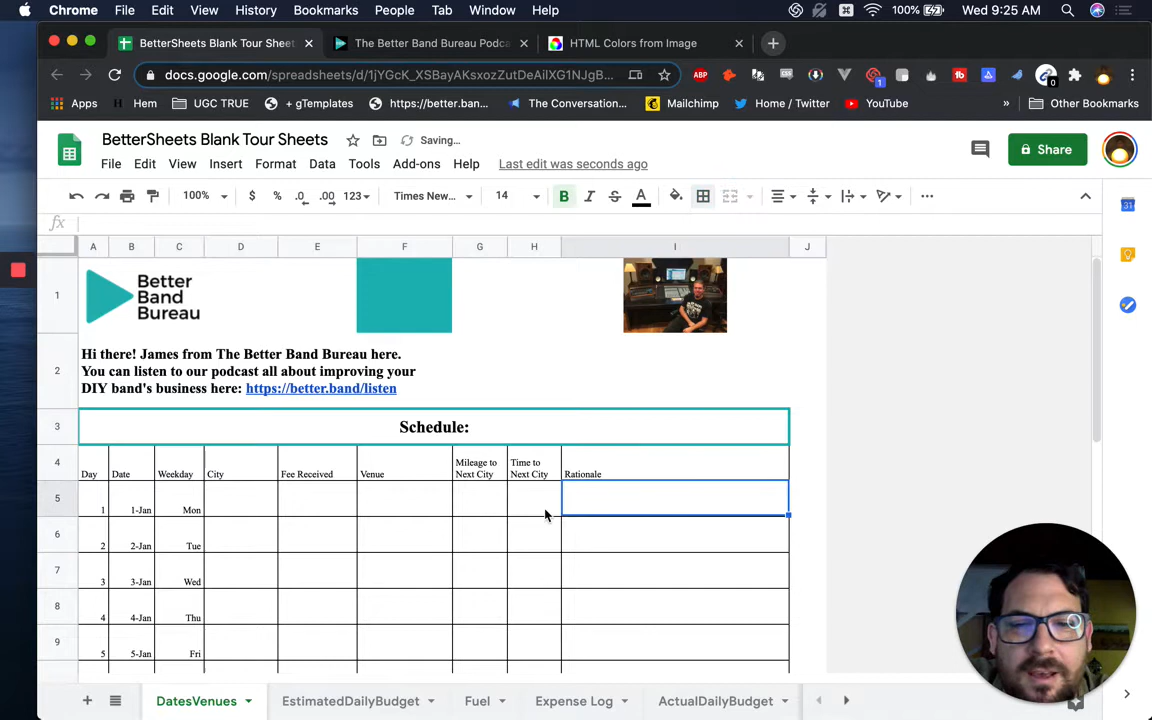 Chrome File Edit View History Bookmarks People Tab Window Help 100% Wed 9:25 AM
BetterSheets Blank Tour Sheet The Better Band Bureau Podca HTML Colors from Image
docs.google.com/spreadsheets/d/1jYGcK_XSBayAKsxozZutDeAilXG1NJgB...
Apps Hem UGC TRUE + gTemplates https://better.ban... The Conversation... Mailchimp Home / Twitter YouTube » Other Bookmarks
BetterSheets Blank Tour Sheets Saving...
File Edit View Insert Format Data Tools Add-ons Help Last edit was seconds ago
Share
100% $ % .0 .00 123 Times New... 14 B I S A
fx
A B C D E F G H I J
1 Better
Band
Bureau
2 Hi there! James from The Better Band Bureau here.
You can listen to our podcast all about improving your
DIY band's business here: https://better.band/listen
3 Schedule:
4 Day Date Weekday City Fee Received Venue Mileage to Next City Time to Next City Rationale
5 1 1-Jan Mon
6 2 2-Jan Tue
7 3 3-Jan Wed
8 4 4-Jan Thu
9 5 5-Jan Fri
DatesVenues EstimatedDailyBudget Fuel Expense Log ActualDailyBudget